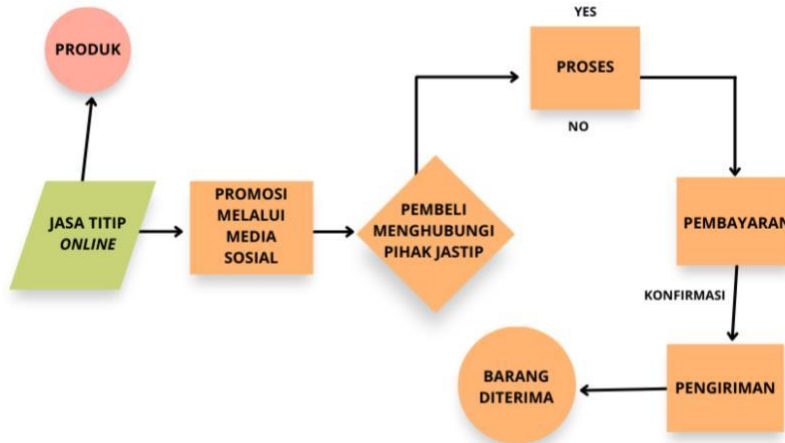 PRODUK
JASA TITIP
ONLINE
PROMOSI
MELALUI
MEDIA
SOSIAL
PEMBELI
MENGHUBUNGI
PIHAK JASTIP
YES
PROSES
NO
PEMBAYARAN
KONFIRMASI
PENGIRIMAN
BARANG
DITERIMA